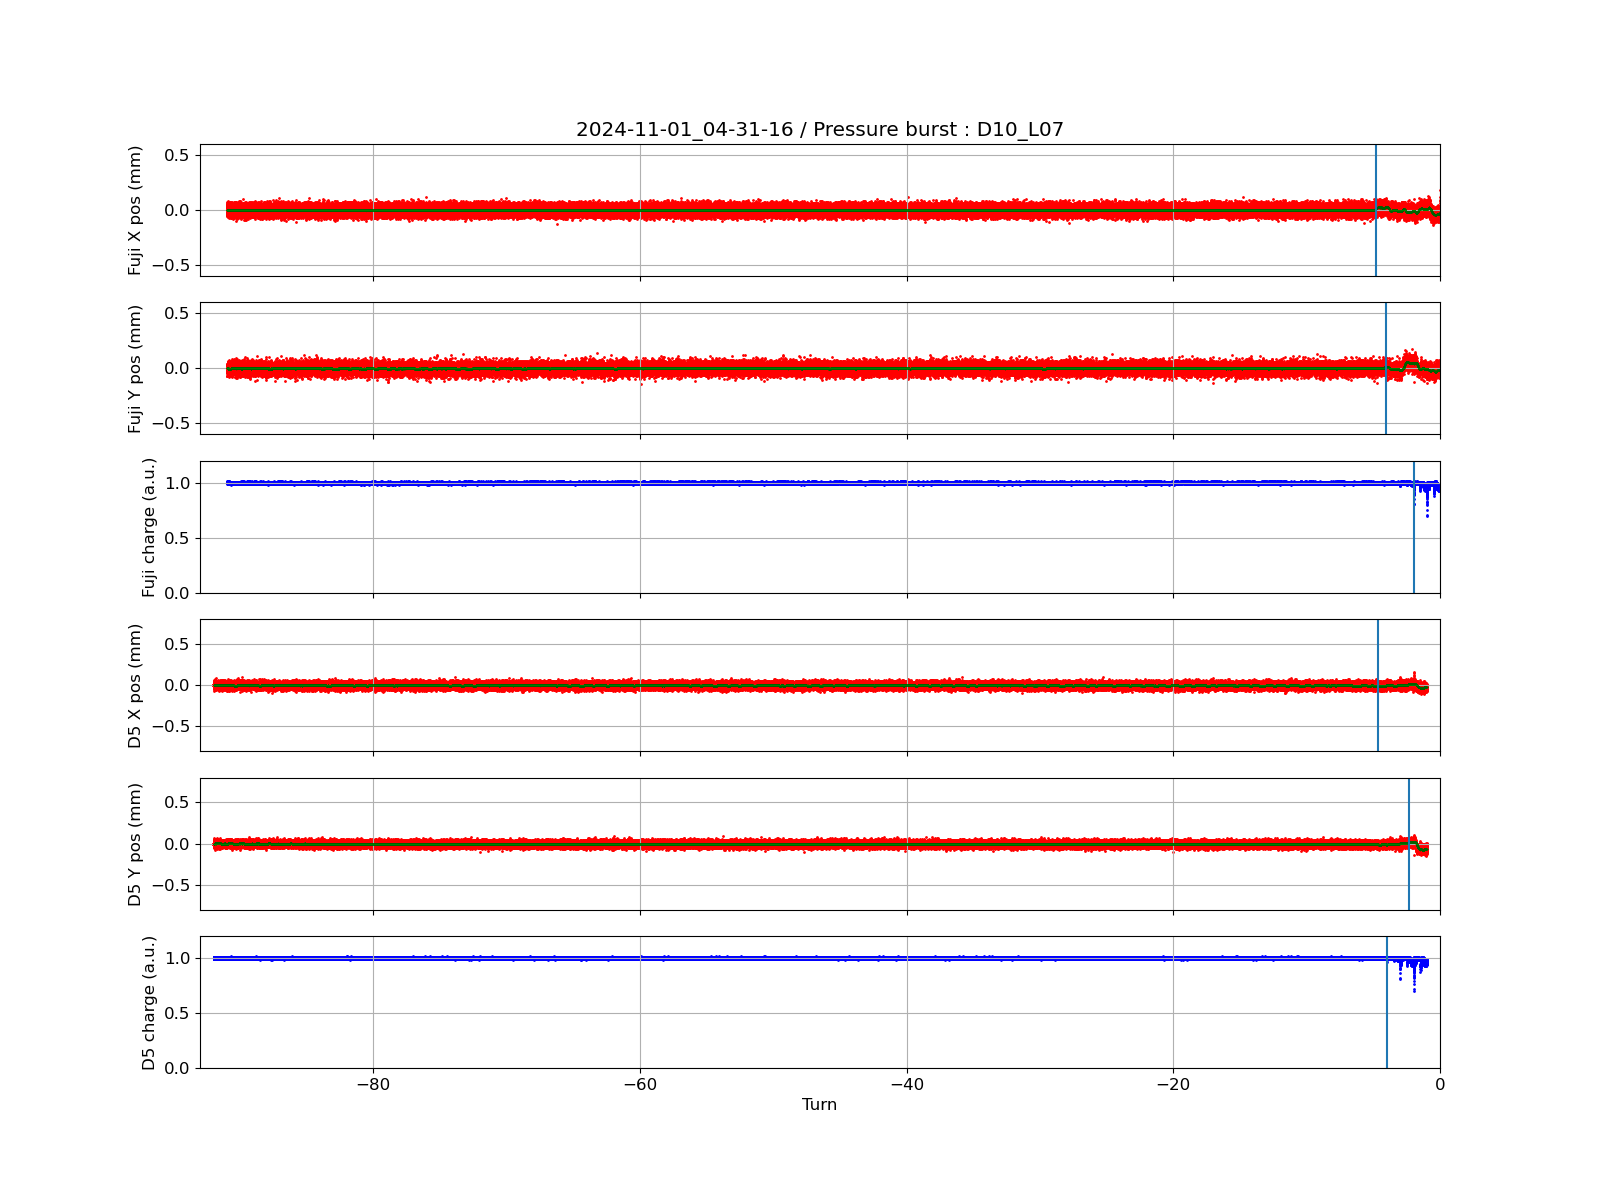 2024-11-01_04-31-16 / Pressure burst : D10_L07
Fuji X pos (mm)
0.5
0.0
−0.5
Fuji Y pos (mm)
0.5
0.0
−0.5
Fuji charge (a.u.)
1.0
0.5
0.0
D5 X pos (mm)
0.5
0.0
−0.5
D5 Y pos (mm)
0.5
0.0
−0.5
D5 charge (a.u.)
1.0
0.5
0.0
−80 −60 −40 −20 0
Turn